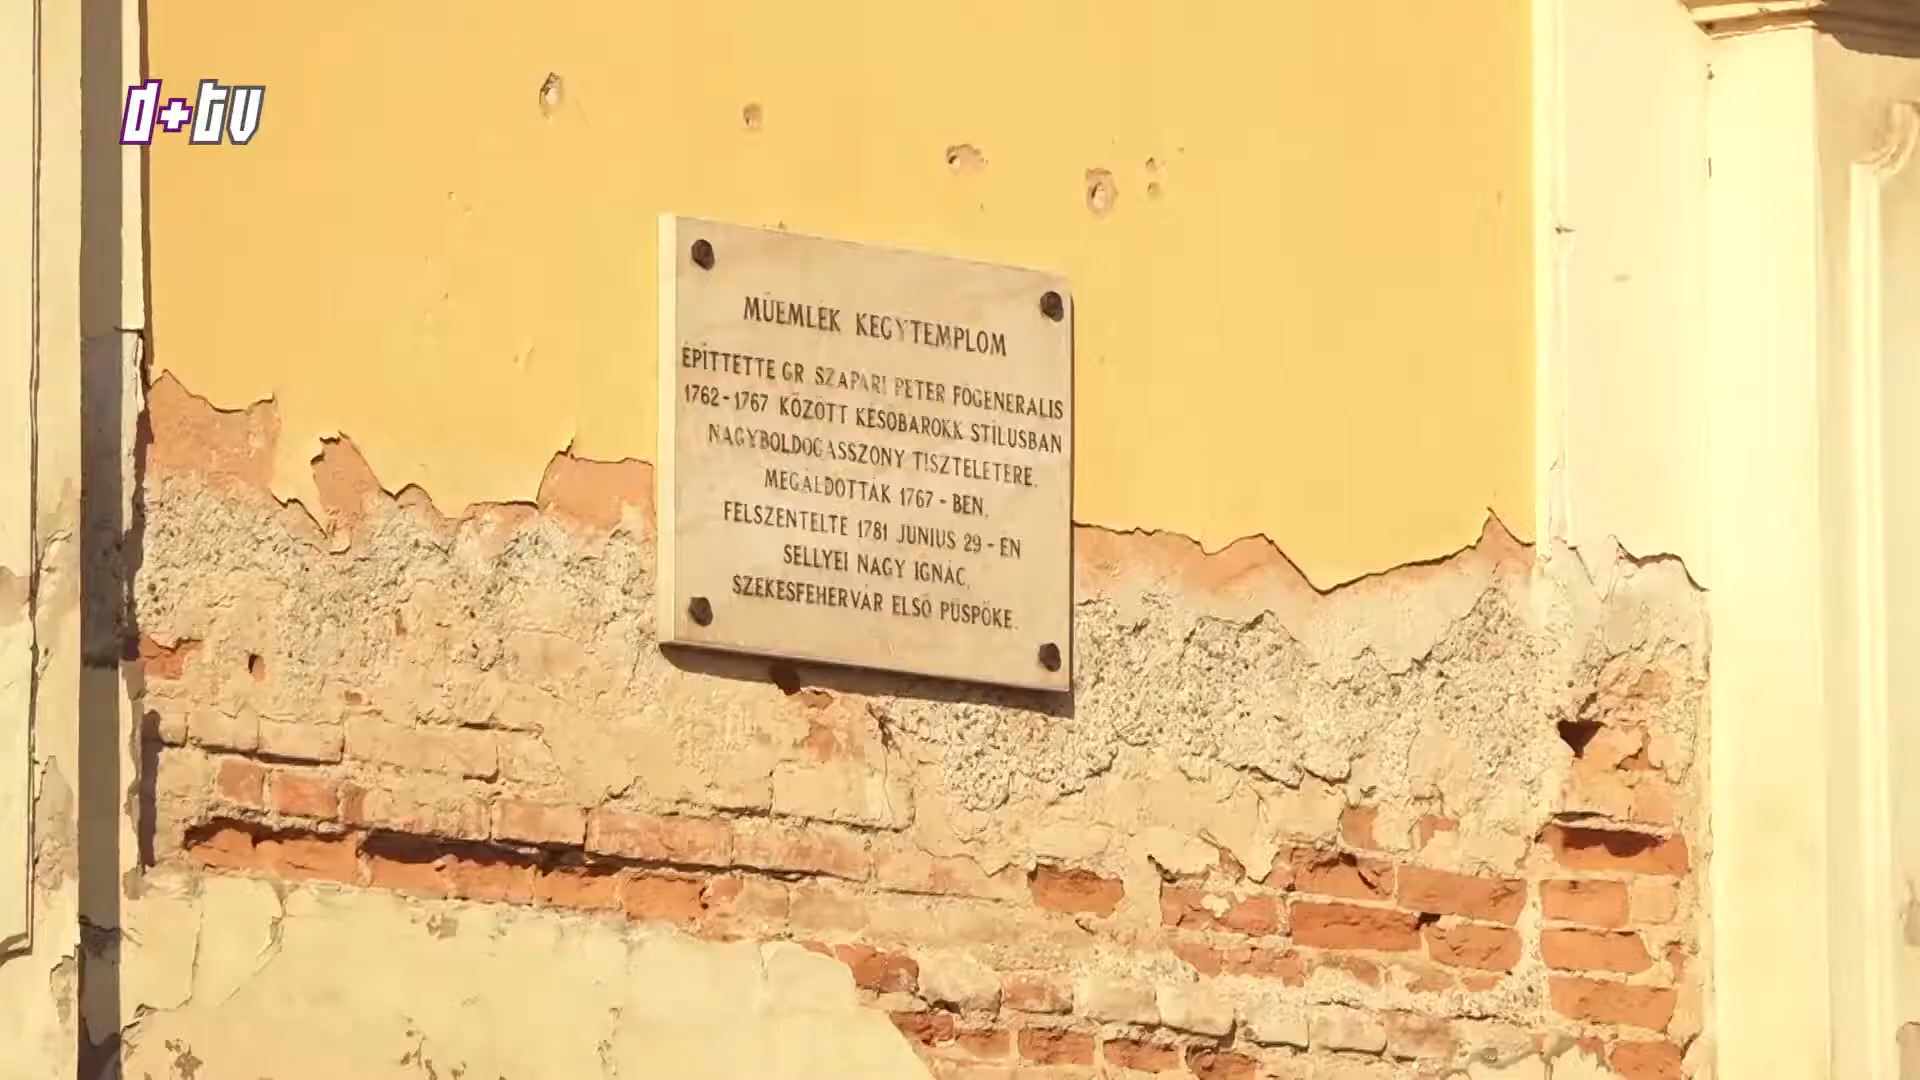 d+tv
MŰEMLÉK KEGYTEMPLOM
ÉPÍTTETTE GR SZAPÁRI PÉTER FŐGENERÁLIS
1762-1767 KÖZÖTT KÉSŐBAROKK STÍLUSBAN
NAGYBOLDOGASSZONY TISZTELETÉRE.
MEGÁLDOTTÁK 1767-BEN.
FELSZENTELTE 1781 JÚNIUS 29-ÉN
SELLYEI NAGY IGNÁC,
SZÉKESFEHÉRVÁR ELSŐ PÜSPÖKE.